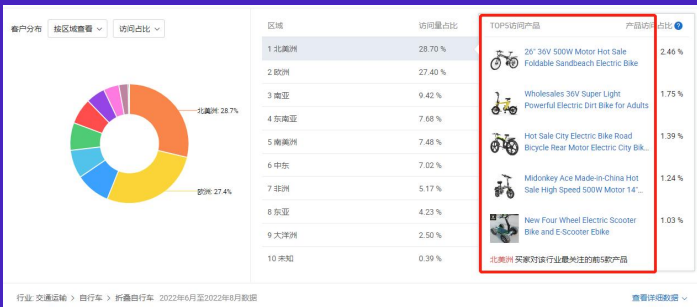 客户分布 按区域查看 访问占比
北美洲: 28.7%
欧洲: 27.4%
区域 访问量占比
1 北美洲 28.70 %
2 欧洲 27.40 %
3 南亚 9.42 %
4 东南亚 7.68 %
5 南美洲 7.48 %
6 中东 7.02 %
7 非洲 5.17 %
8 东亚 4.23 %
9 大洋洲 2.50 %
10 未知 0.39 %
TOP5访问产品 产品访问占比
26" 36V 500W Motor Hot Sale 2.46 %
Foldable Sandbeach Electric Bike
Wholesales 36V Super Light 1.75 %
Powerful Electric Dirt Bike for Adults
Hot Sale City Electric Bike Road 1.39 %
Bicycle Rear Motor Electric City Bik...
Midonkey Ace Made-in-China Hot 1.24 %
Sale High Speed 500W Motor 14"...
New Four Wheel Electric Scooter 1.03 %
Bike and E-Scooter Ebike
北美洲 买家对该行业最关注的前5款产品
行业: 交通运输 > 自行车 > 折叠自行车 2022年6月至2022年8月数据
查看详细数据